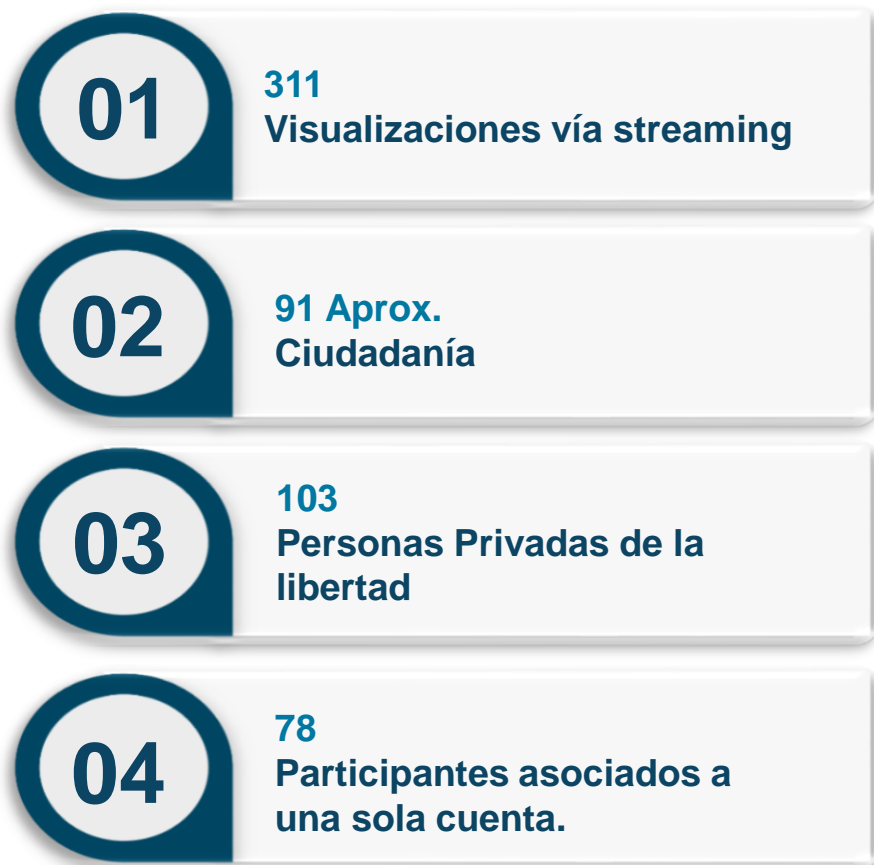 01
311
Visualizaciones vía streaming
02
91 Aprox.
Ciudadanía
03
103
Personas Privadas de la
libertad
04
78
Participantes asociados a
una sola cuenta.